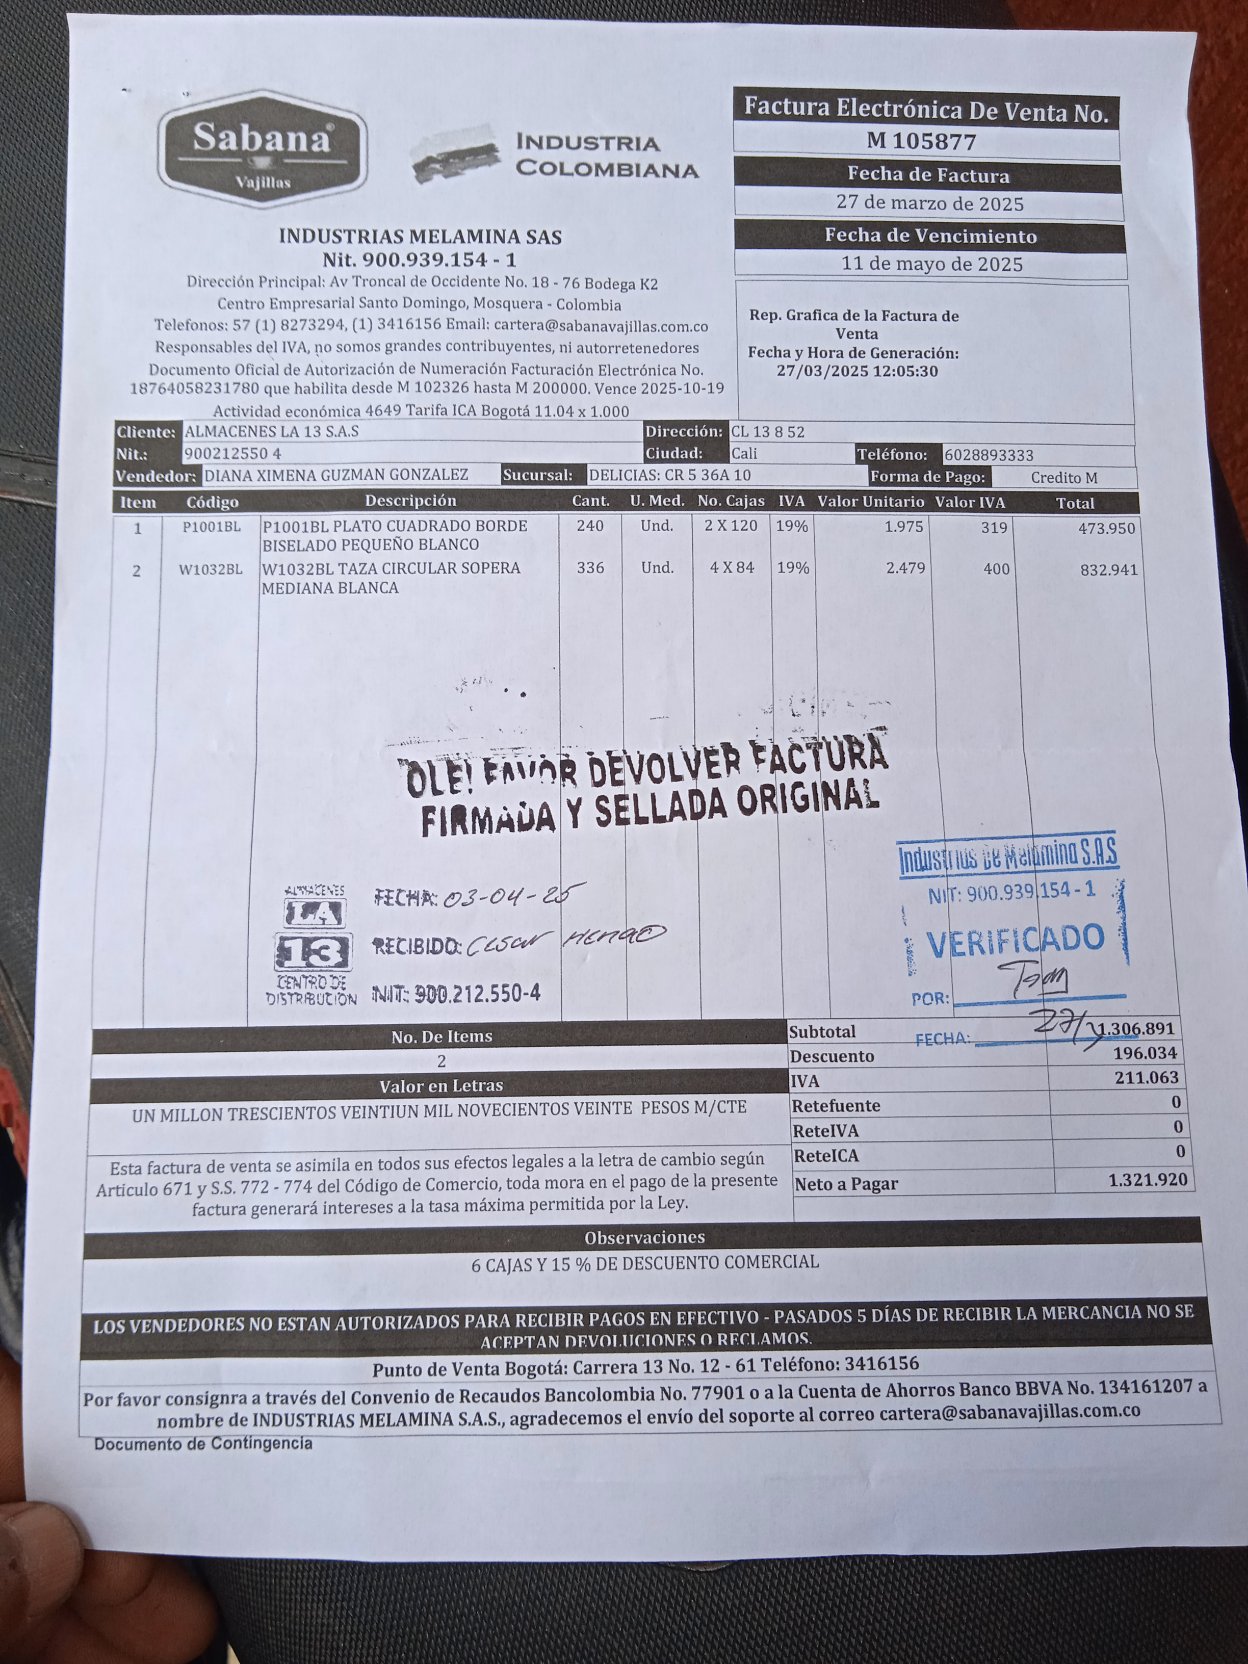 Sabana®
Vajillas
INDUSTRIA
COLOMBIANA
Factura Electrónica De Venta No.
M 105877
Fecha de Factura
27 de marzo de 2025
Fecha de Vencimiento
11 de mayo de 2025
INDUSTRIAS MELAMINA SAS
Nit. 900.939.154 - 1
Dirección Principal: Av Troncal de Occidente No. 18 - 76 Bodega K2
Centro Empresarial Santo Domingo, Mosquera - Colombia
Telefonos: 57 (1) 8273294, (1) 3416156 Email: cartera@sabanavajillas.com.co
Responsables del IVA, no somos grandes contribuyentes, ni autorretenedores
Documento Oficial de Autorización de Numeración Facturación Electrónica No.
18764058231780 que habilita desde M 102326 hasta M 200000. Vence 2025-10-19
Actividad económica 4649 Tarifa ICA Bogotá 11.04 x 1.000
Rep. Grafica de la Factura de
Venta
Fecha y Hora de Generación:
27/03/2025 12:05:30
Cliente: ALMACENES LA 13 S.A.S Dirección: CL 13 8 52
Nit.: 900212550 4 Ciudad: Cali Teléfono: 6028893333
Vendedor: DIANA XIMENA GUZMAN GONZALEZ Sucursal: DELICIAS: CR 5 36A 10 Forma de Pago: Credito M
Item Código Descripción Cant. U. Med. No. Cajas IVA Valor Unitario Valor IVA Total
1 P1001BL P1001BL PLATO CUADRADO BORDE 240 Und. 2 X 120 19% 1.975 319 473.950
BISELADO PEQUEÑO BLANCO
2 W1032BL W1032BL TAZA CIRCULAR SOPERA 336 Und. 4 X 84 19% 2.479 400 832.941
MEDIANA BLANCA
OLE! FAVOR DEVOLVER FACTURA
FIRMADA Y SELLADA ORIGINAL
ALMACENES
LA
13
CENTRO DE
DISTRIBUCION
FECHA: 03-04-25
RECIBIDO: Cesar Henao
NIT: 900.212.550-4
Industrias De Melamina S.A.S
NIT: 900.939.154-1
VERIFICADO
POR:
FECHA: 27/
No. De Items
2
Valor en Letras
UN MILLON TRESCIENTOS VEINTIUN MIL NOVECIENTOS VEINTE PESOS M/CTE
Esta factura de venta se asimila en todos sus efectos legales a la letra de cambio según
Artículo 671 y S.S. 772 - 774 del Código de Comercio, toda mora en el pago de la presente
factura generará intereses a la tasa máxima permitida por la Ley.
Subtotal 1.306.891
Descuento 196.034
IVA 211.063
Retefuente 0
ReteIVA 0
ReteICA 0
Neto a Pagar 1.321.920
Observaciones
6 CAJAS Y 15 % DE DESCUENTO COMERCIAL
LOS VENDEDORES NO ESTAN AUTORIZADOS PARA RECIBIR PAGOS EN EFECTIVO - PASADOS 5 DÍAS DE RECIBIR LA MERCANCIA NO SE
ACEPTAN DEVOLUCIONES O RECLAMOS.
Punto de Venta Bogotá: Carrera 13 No. 12 - 61 Teléfono: 3416156
Por favor consignra a través del Convenio de Recaudos Bancolombia No. 77901 o a la Cuenta de Ahorros Banco BBVA No. 134161207 a
nombre de INDUSTRIAS MELAMINA S.A.S., agradecemos el envío del soporte al correo cartera@sabanavajillas.com.co
Documento de Contingencia